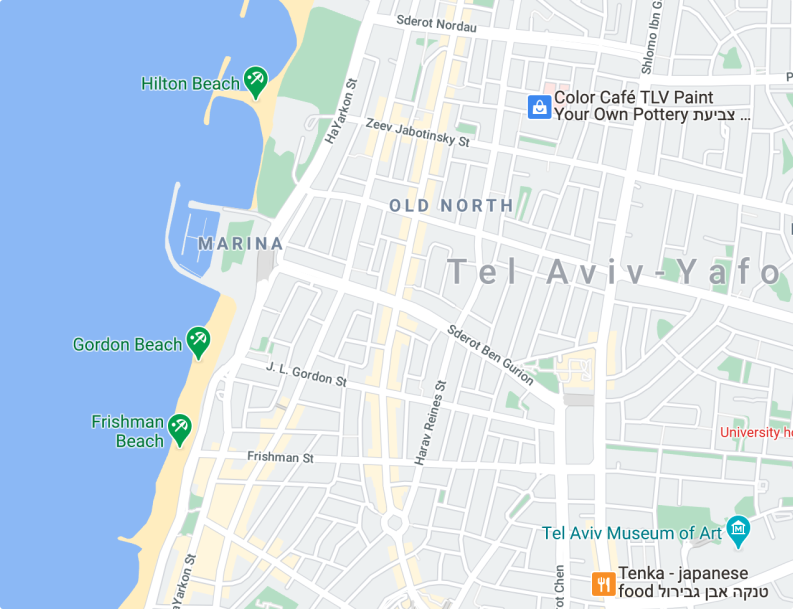 Sderot Nordau
Shlomo Ibn G
Hilton Beach
HaYarkon St
Color Café TLV Paint
Your Own Pottery צביעת ...
Zeev Jabotinsky St
OLD NORTH
MARINA
Tel Aviv-Yafo
Gordon Beach
Sderot Ben Gurion
J. L. Gordon St
Harav Reines St
Frishman
Beach
University h
Frishman St
Tel Aviv Museum of Art
Yarkon St
rot Chen
Tenka - japanese
food טנקה אבן גבירול